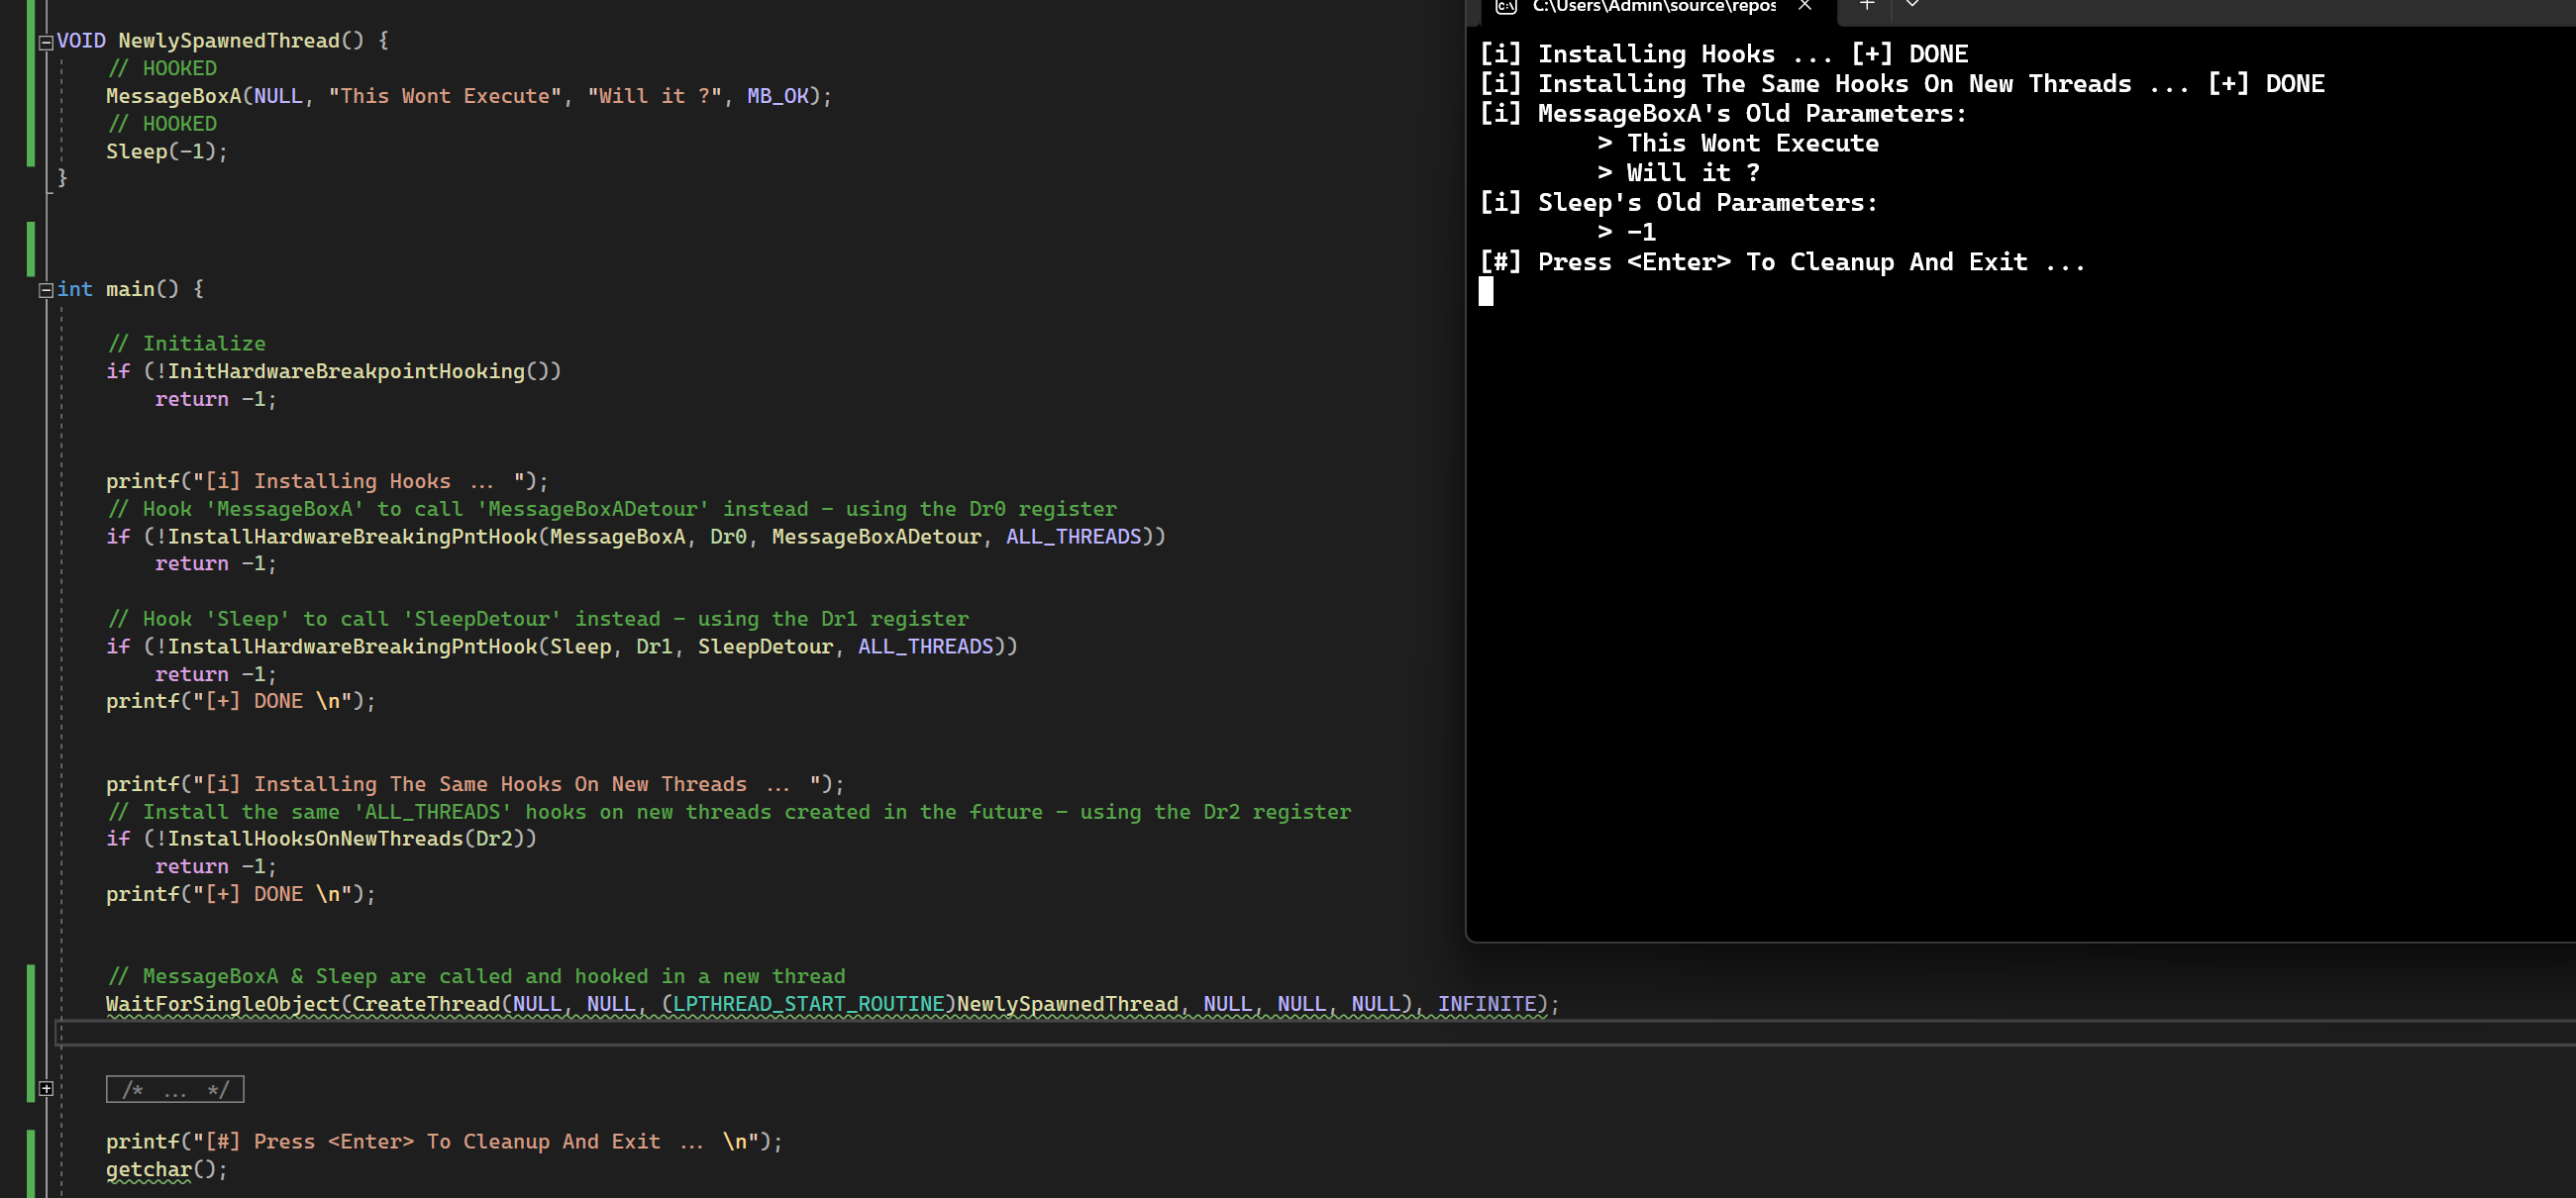 VOID NewlySpawnedThread() {
// HOOKED
MessageBoxA(NULL, "This Wont Execute", "Will it ?", MB_OK);
// HOOKED
Sleep(-1);
}
int main() {
// Initialize
if (!InitHardwareBreakpointHooking())
return -1;
printf("[i] Installing Hooks ... ");
// Hook 'MessageBoxA' to call 'MessageBoxADetour' instead - using the Dr0 register
if (!InstallHardwareBreakingPntHook(MessageBoxA, Dr0, MessageBoxADetour, ALL_THREADS))
return -1;
// Hook 'Sleep' to call 'SleepDetour' instead - using the Dr1 register
if (!InstallHardwareBreakingPntHook(Sleep, Dr1, SleepDetour, ALL_THREADS))
return -1;
printf("[+] DONE \n");
printf("[i] Installing The Same Hooks On New Threads ... ");
// Install the same 'ALL_THREADS' hooks on new threads created in the future - using the Dr2 register
if (!InstallHooksOnNewThreads(Dr2))
return -1;
printf("[+] DONE \n");
// MessageBoxA & Sleep are called and hooked in a new thread
WaitForSingleObject(CreateThread(NULL, NULL, (LPTHREAD_START_ROUTINE)NewlySpawnedThread, NULL, NULL, NULL), INFINITE);
/* ... */
printf("[#] Press <Enter> To Cleanup And Exit ... \n");
getchar();
C:\Users\Admin\source\repos
[i] Installing Hooks ... [+] DONE
[i] Installing The Same Hooks On New Threads ... [+] DONE
[i] MessageBoxA's Old Parameters:
> This Wont Execute
> Will it ?
[i] Sleep's Old Parameters:
> -1
[#] Press <Enter> To Cleanup And Exit ...